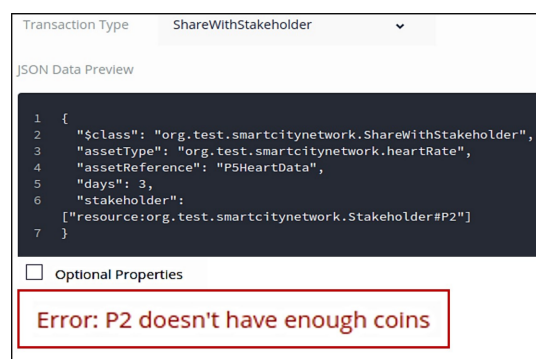 Transaction Type ShareWithStakeholder
JSON Data Preview
1 {
2 "$class": "org.test.smartcitynetwork.ShareWithStakeholder",
3 "assetType": "org.test.smartcitynetwork.heartRate",
4 "assetReference": "P5HeartData",
5 "days": 3,
6 "stakeholder":
["resource:org.test.smartcitynetwork.Stakeholder#P2"]
7 }
Optional Properties
Error: P2 doesn't have enough coins